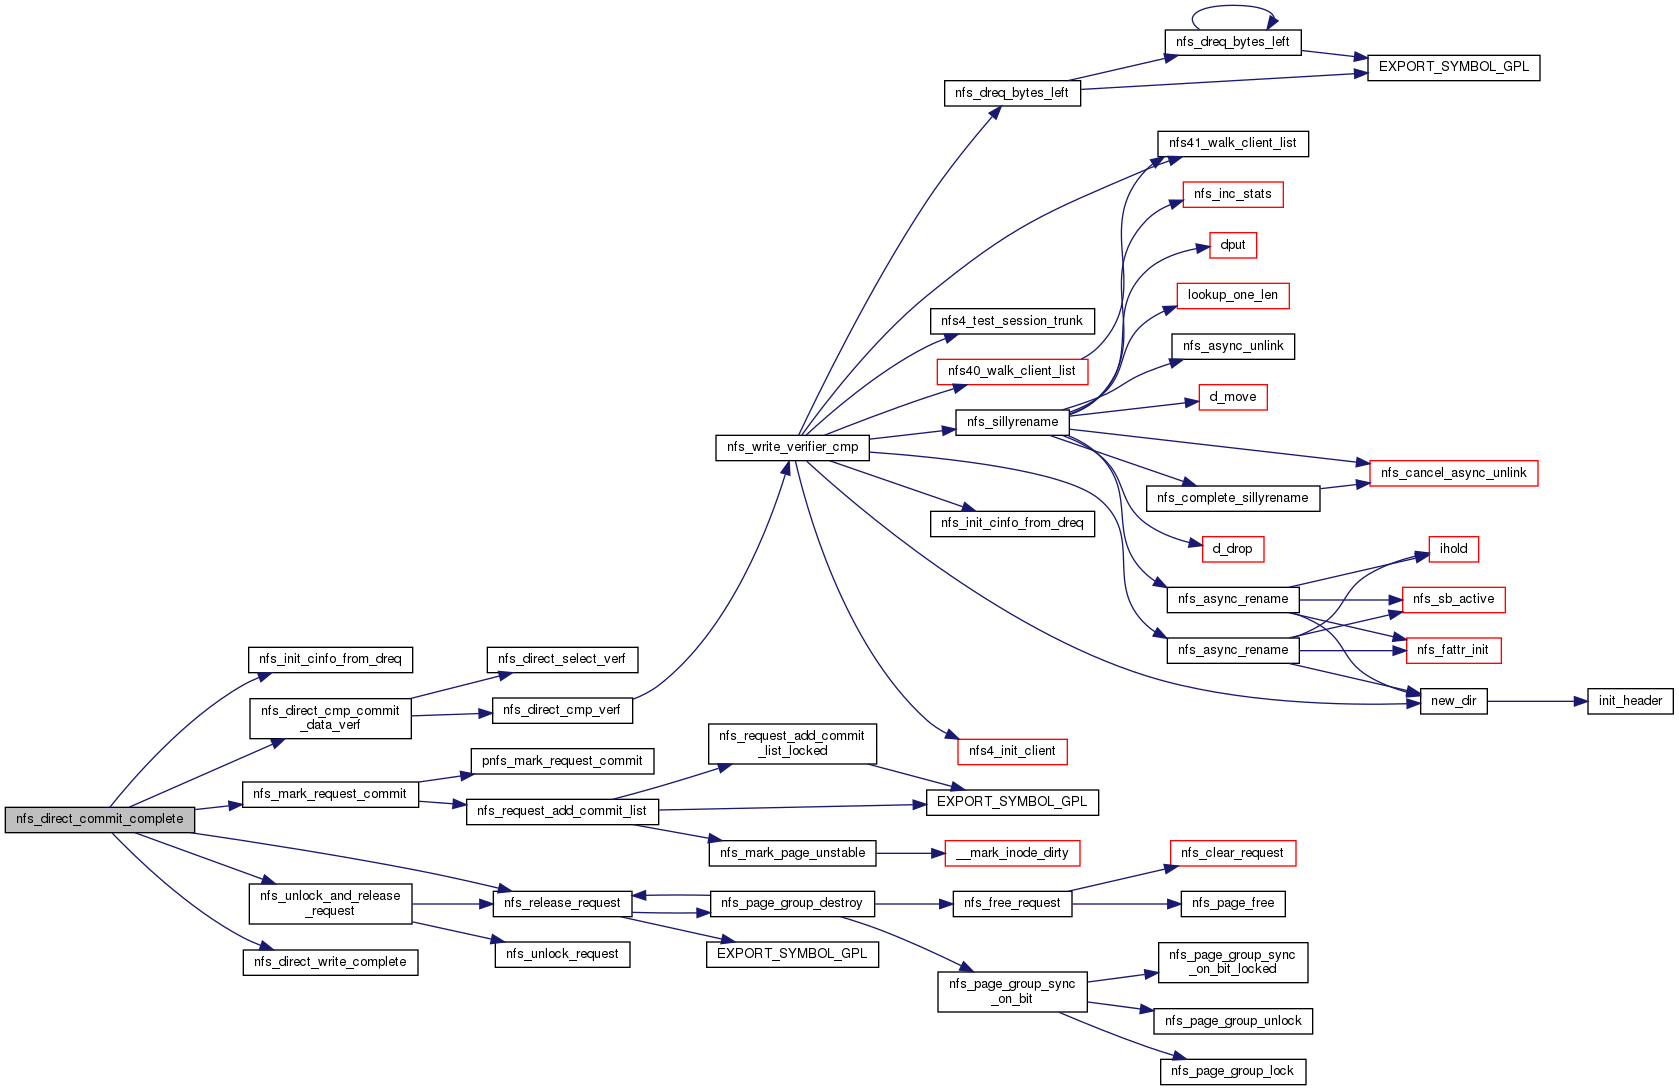 nfs_dreq_bytes_left
EXPORT_SYMBOL_GPL
nfs_dreq_bytes_left
nfs41_walk_client_list
nfs_inc_stats
dput
lookup_one_len
nfs4_test_session_trunk
nfs_async_unlink
nfs40_walk_client_list
d_move
nfs_sillyrename
nfs_write_verifier_cmp
nfs_cancel_async_unlink
nfs_complete_sillyrename
nfs_init_cinfo_from_dreq
d_drop
ihold
nfs_async_rename
nfs_sb_active
nfs_async_rename
nfs_fattr_init
nfs_init_cinfo_from_dreq
nfs_direct_select_verf
new_dir
init_header
nfs_direct_cmp_commit
_data_verf
nfs_direct_cmp_verf
nfs_request_add_commit
_list_locked
nfs4_init_client
pnfs_mark_request_commit
nfs_mark_request_commit
EXPORT_SYMBOL_GPL
nfs_request_add_commit_list
nfs_direct_commit_complete
nfs_mark_page_unstable
__mark_inode_dirty
nfs_clear_request
nfs_unlock_and_release
_request
nfs_release_request
nfs_page_group_destroy
nfs_free_request
nfs_page_free
nfs_unlock_request
EXPORT_SYMBOL_GPL
nfs_direct_write_complete
nfs_page_group_sync
_on_bit_locked
nfs_page_group_sync
_on_bit
nfs_page_group_unlock
nfs_page_group_lock